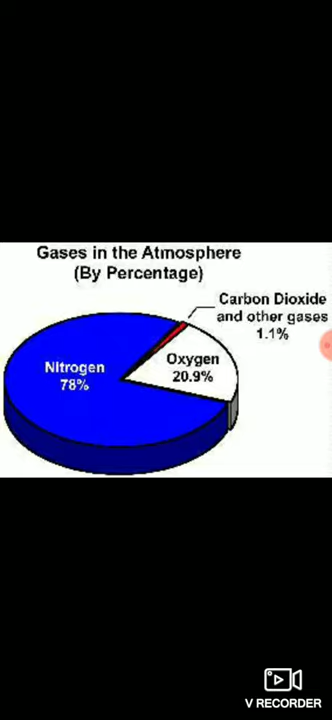 Gases in the Atmosphere
(By Percentage)
Carbon Dioxide
and other gases
1.1%
Oxygen
20.9%
Nitrogen
78%
V RECORDER